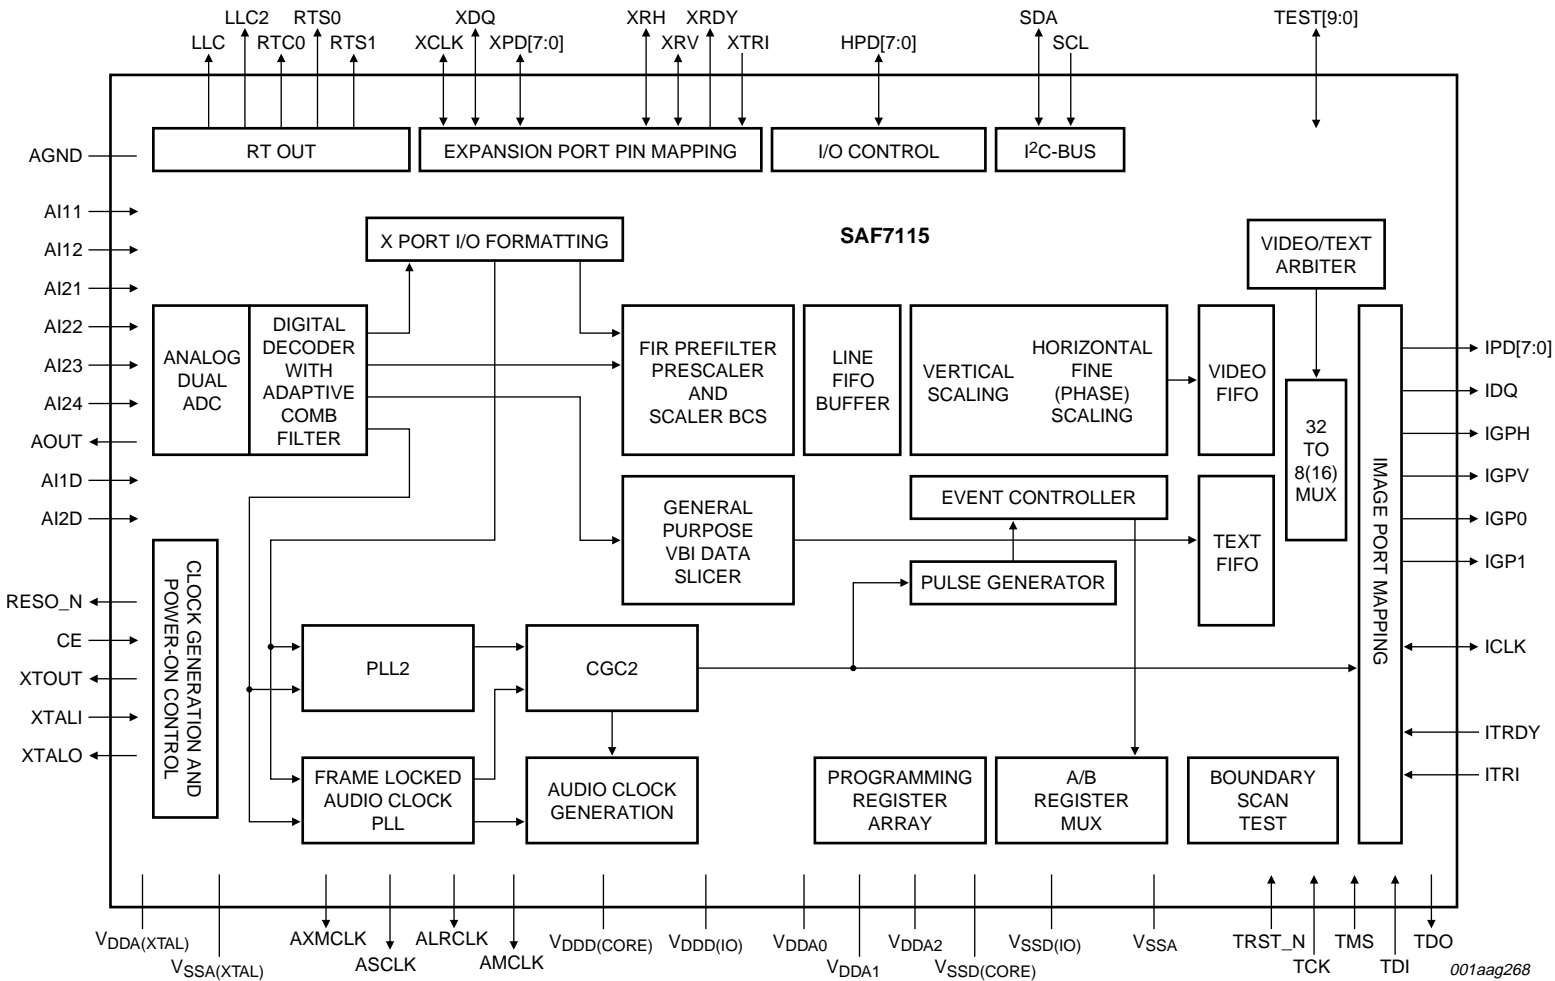 LLC2 RTS0 XDQ XRH XRDY SDA TEST[9:0]
LLC RTC0 RTS1 XCLK XPD[7:0] XRV XTRI HPD[7:0] SCL
AGND
RT OUT
EXPANSION PORT PIN MAPPING
I/O CONTROL
I2C-BUS
AI11
AI12
AI21
AI22
AI23
AI24
AOUT
AI1D
AI2D
RESO_N
CE
XTOUT
XTALI
XTALO
X PORT I/O FORMATTING
SAF7115
VIDEO/TEXT
ARBITER
ANALOG
DUAL
ADC
DIGITAL
DECODER
WITH
ADAPTIVE
COMB
FILTER
FIR PREFILTER
PRESCALER
AND
SCALER BCS
LINE
FIFO
BUFFER
VERTICAL
SCALING
HORIZONTAL
FINE
(PHASE)
SCALING
VIDEO
FIFO
32
TO
8(16)
MUX
IMAGE PORT MAPPING
GENERAL
PURPOSE
VBI DATA
SLICER
EVENT CONTROLLER
PULSE GENERATOR
TEXT
FIFO
CLOCK GENERATION AND
POWER-ON CONTROL
PLL2
CGC2
FRAME LOCKED
AUDIO CLOCK
PLL
AUDIO CLOCK
GENERATION
PROGRAMMING
REGISTER
ARRAY
A/B
REGISTER
MUX
BOUNDARY
SCAN
TEST
IPD[7:0]
IDQ
IGPH
IGPV
IGP0
IGP1
ICLK
ITRDY
ITRI
VDDA(XTAL) AXMCLK ALRCLK VDDD(CORE) VDDD(IO) VDDA0 VDDA2 VSSD(IO) VSSA TRST_N TMS TDO
VSSA(XTAL) ASCLK AMCLK VDDA1 VSSD(CORE) TCK TDI
001aag268